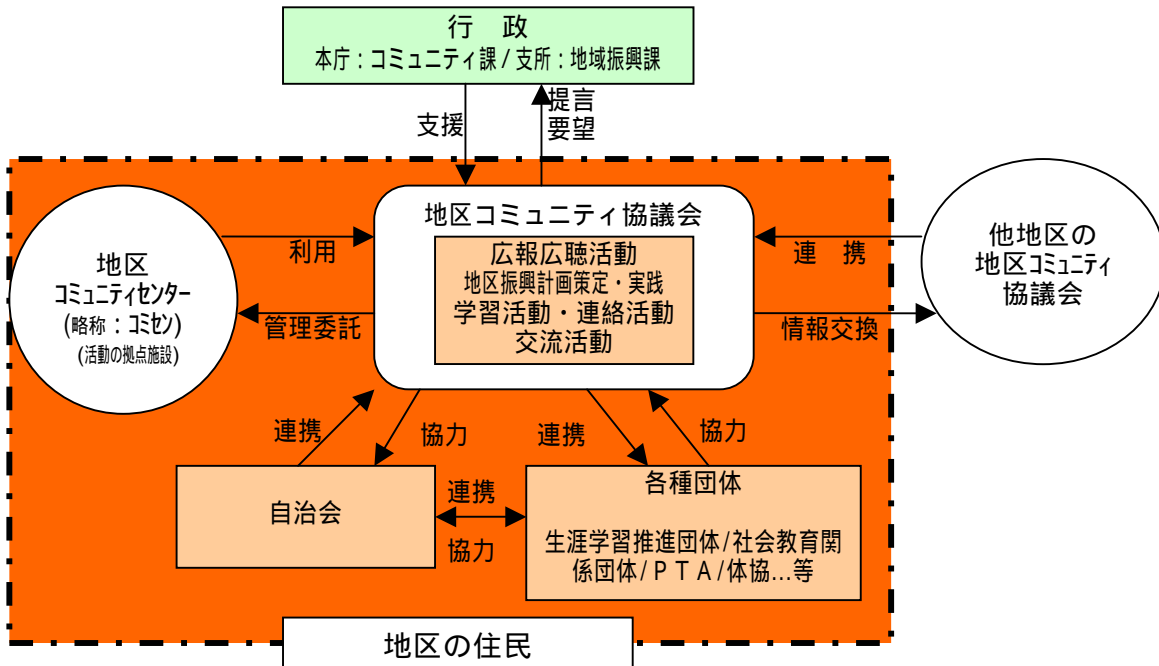 行　政
本庁：コミュニティ課/支所：地域振興課
支援
提言
要望
地区コミュニティ協議会
広報広聴活動
地区振興計画策定・実践
学習活動・連絡活動
交流活動
地区
コミュニティセンター
(略称：コミセン)
(活動の拠点施設)
利用
管理委託
連　携
情報交換
他地区の
地区コミュニティ
協議会
連携
協力
連携
協力
自治会
連携
協力
各種団体
生涯学習推進団体/社会教育関
係団体/ＰＴＡ/体協…等
地区の住民